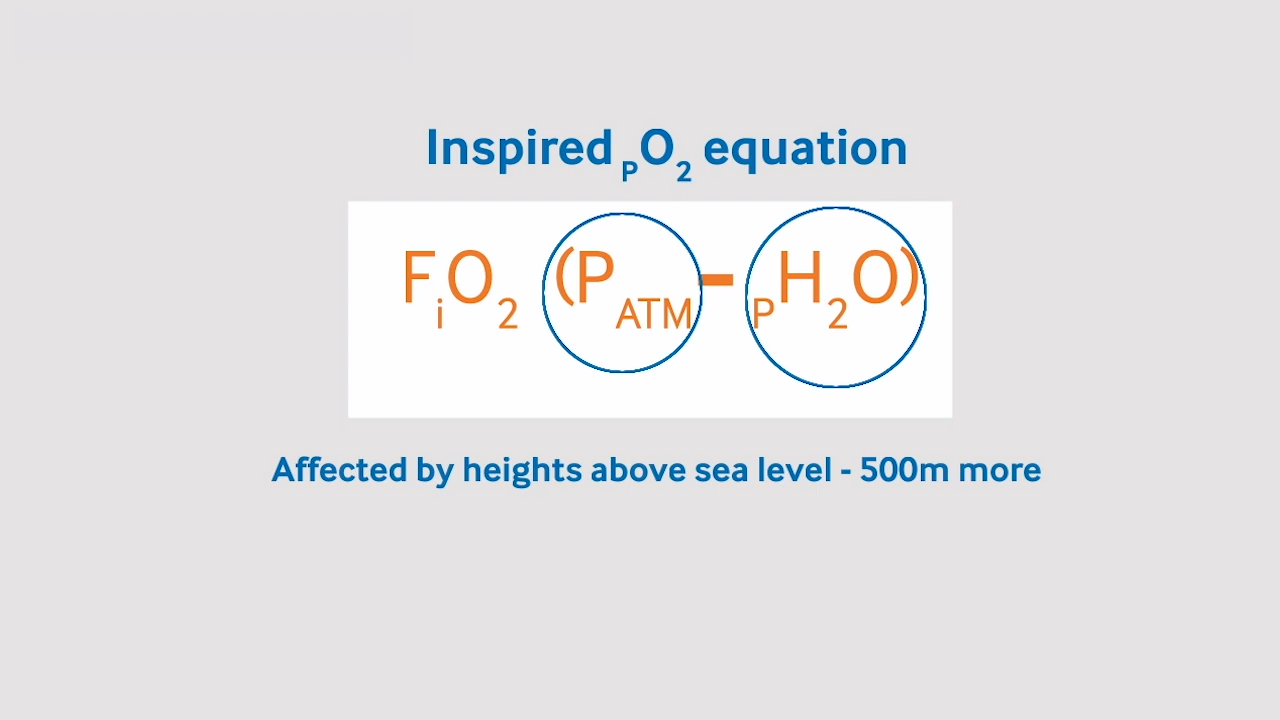 Inspired PO2 equation
FiO2 (PATM - PH2O)
Affected by heights above sea level - 500m more